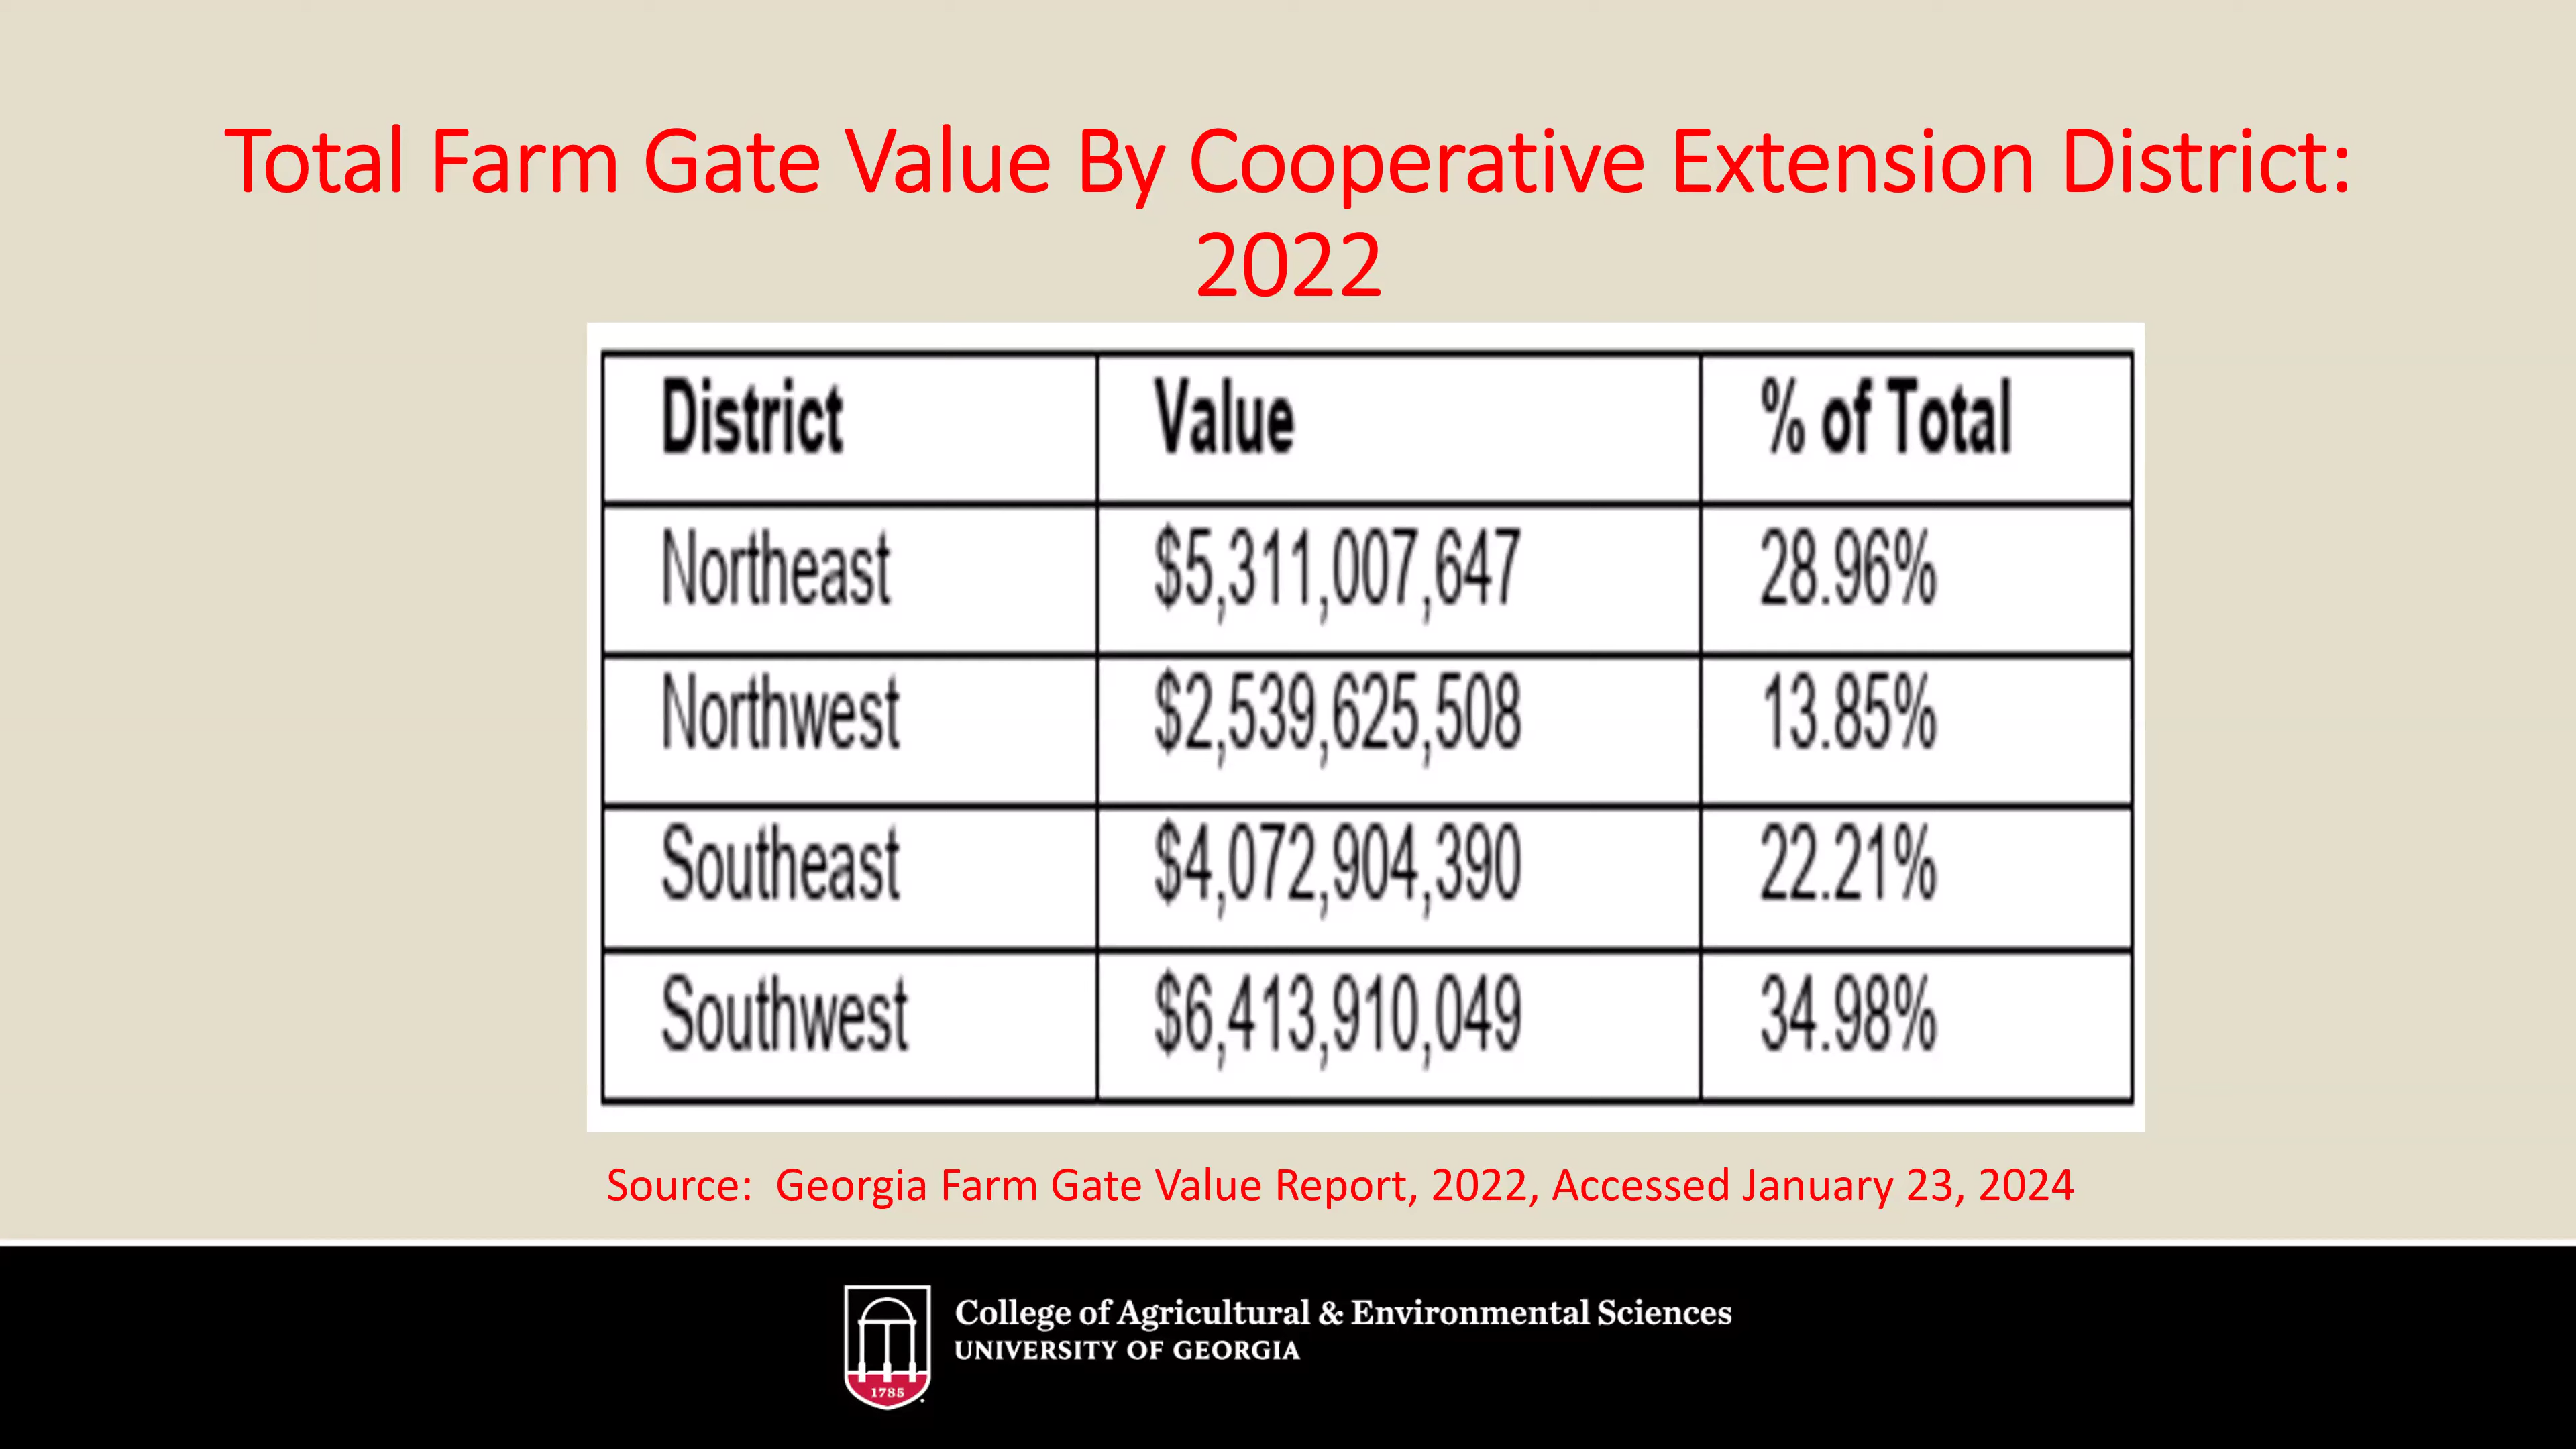 Total Farm Gate Value By Cooperative Extension District:
2022
District Value % of Total
Northeast $5,311,007,647 28.96%
Northwest $2,539,625,508 13.85%
Southeast $4,072,904,390 22.21%
Southwest $6,413,910,049 34.98%
Source:  Georgia Farm Gate Value Report, 2022, Accessed January 23, 2024
College of Agricultural & Environmental Sciences
UNIVERSITY OF GEORGIA
1785